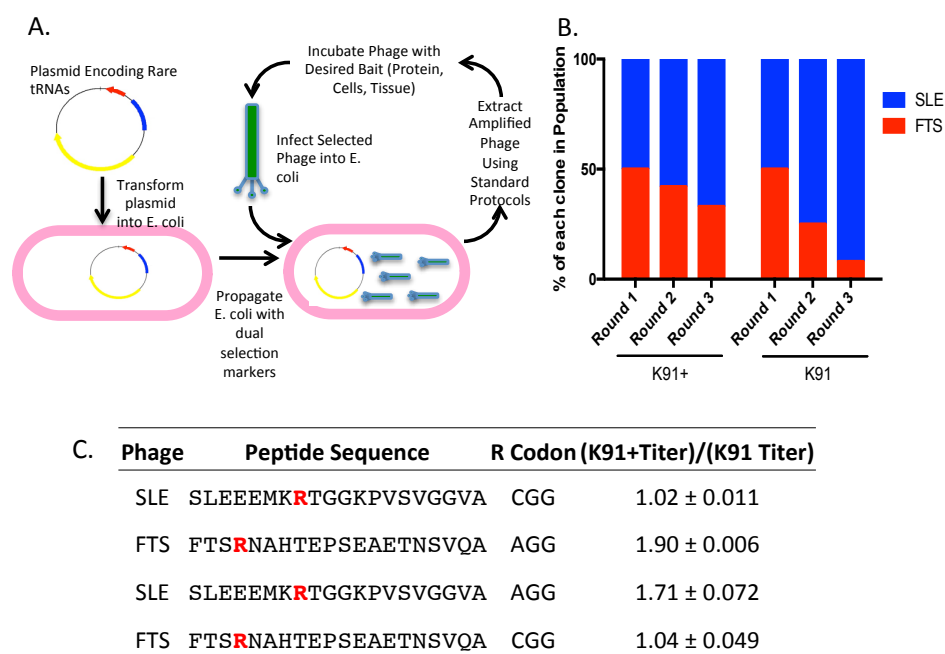 A.
Plasmid Encoding Rare
tRNAs
Transform
plasmid
into E. coli
Propagate
E. coli with
dual
selection
markers
Incubate Phage with
Desired Bait (Protein,
Cells, Tissue)
Infect Selected
Phage into E.
coli
Extract
Amplified
Phage
Using
Standard
Protocols
B.
% of each clone in Population
100
50
0
Round 1
Round 2
Round 3
Round 1
Round 2
Round 3
K91+
K91
SLE
FTS
C.
Phage Peptide Sequence R Codon (K91+Titer)/(K91 Titer)
SLE SLEEEMKRTGGKPVSVGGVA CGG 1.02 ± 0.011
FTS FTSRNAHTEPSEAETNSVQA AGG 1.90 ± 0.006
SLE SLEEEMKRTGGKPVSVGGVA AGG 1.71 ± 0.072
FTS FTSRNAHTEPSEAETNSVQA CGG 1.04 ± 0.049